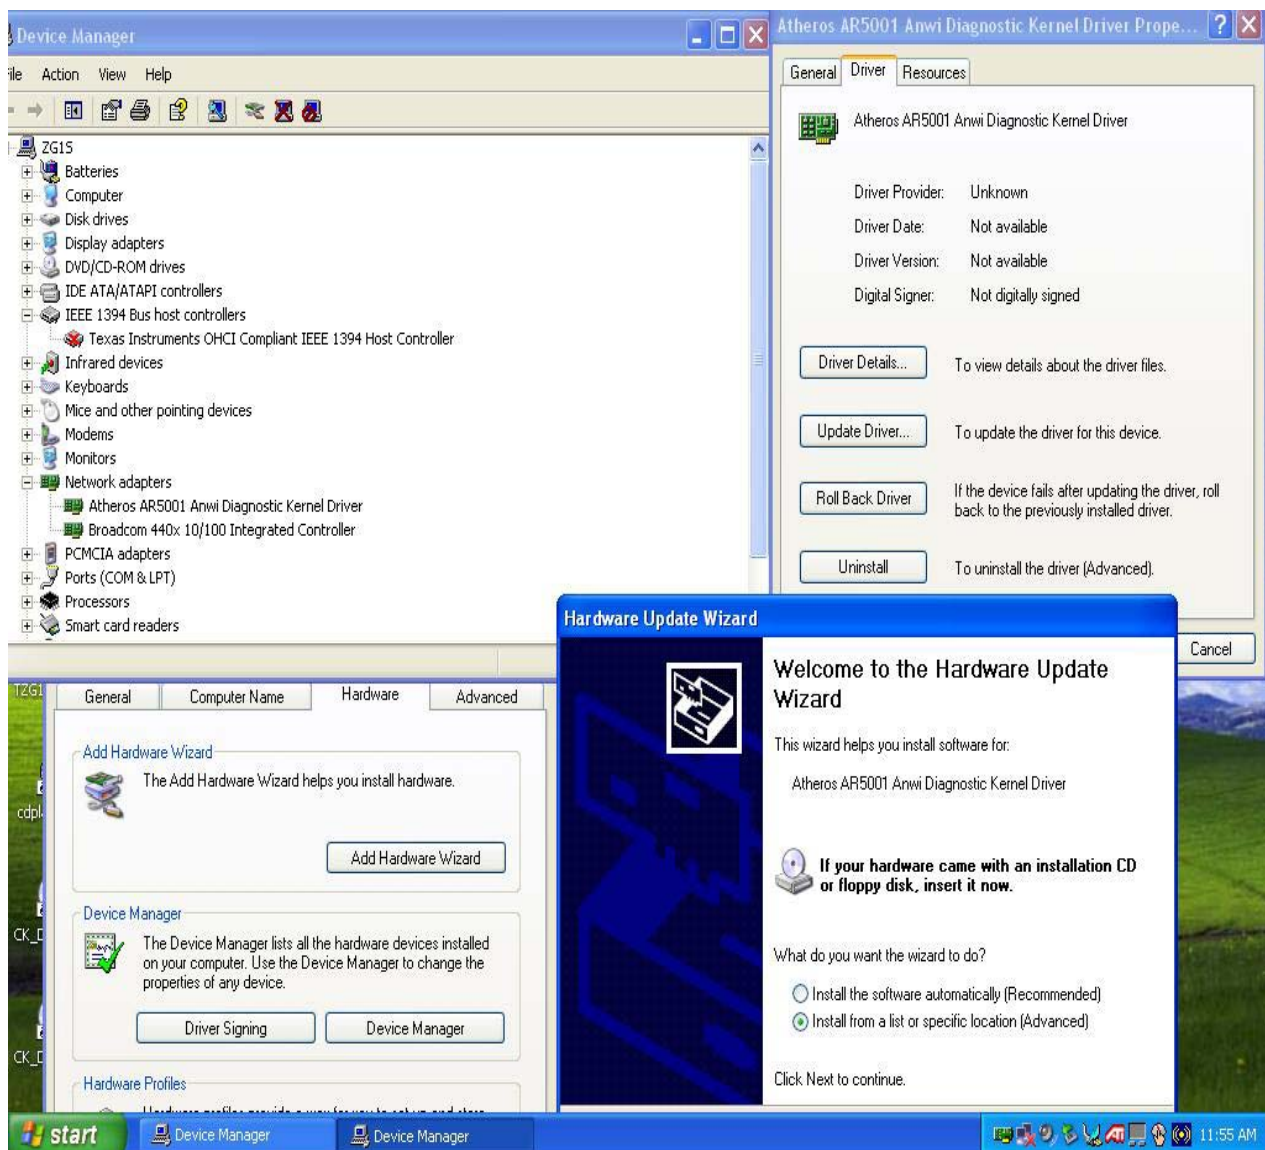 Device Manager
File Action View Help
ZG1S
Batteries
Computer
Disk drives
Display adapters
DVD/CD-ROM drives
IDE ATA/ATAPI controllers
IEEE 1394 Bus host controllers
Texas Instruments OHCI Compliant IEEE 1394 Host Controller
Infrared devices
Keyboards
Mice and other pointing devices
Modems
Monitors
Network adapters
Atheros AR5001 Anwi Diagnostic Kernel Driver
Broadcom 440x 10/100 Integrated Controller
PCMCIA adapters
Ports (COM & LPT)
Processors
Smart card readers
Atheros AR5001 Anwi Diagnostic Kernel Driver Prope...
General Driver Resources
Atheros AR5001 Anwi Diagnostic Kernel Driver
Driver Provider: Unknown
Driver Date: Not available
Driver Version: Not available
Digital Signer: Not digitally signed
Driver Details... To view details about the driver files.
Update Driver... To update the driver for this device.
Roll Back Driver If the device fails after updating the driver, roll
back to the previously installed driver.
Uninstall To uninstall the driver (Advanced).
Cancel
General Computer Name Hardware Advanced
Add Hardware Wizard
The Add Hardware Wizard helps you install hardware.
Add Hardware Wizard
Device Manager
The Device Manager lists all the hardware devices installed
on your computer. Use the Device Manager to change the
properties of any device.
Driver Signing Device Manager
Hardware Profiles
Hardware Update Wizard
Welcome to the Hardware Update
Wizard
This wizard helps you install software for:
Atheros AR5001 Anwi Diagnostic Kernel Driver
If your hardware came with an installation CD
or floppy disk, insert it now.
What do you want the wizard to do?
Install the software automatically (Recommended)
Install from a list or specific location (Advanced)
Click Next to continue.
start Device Manager Device Manager 11:55 AM